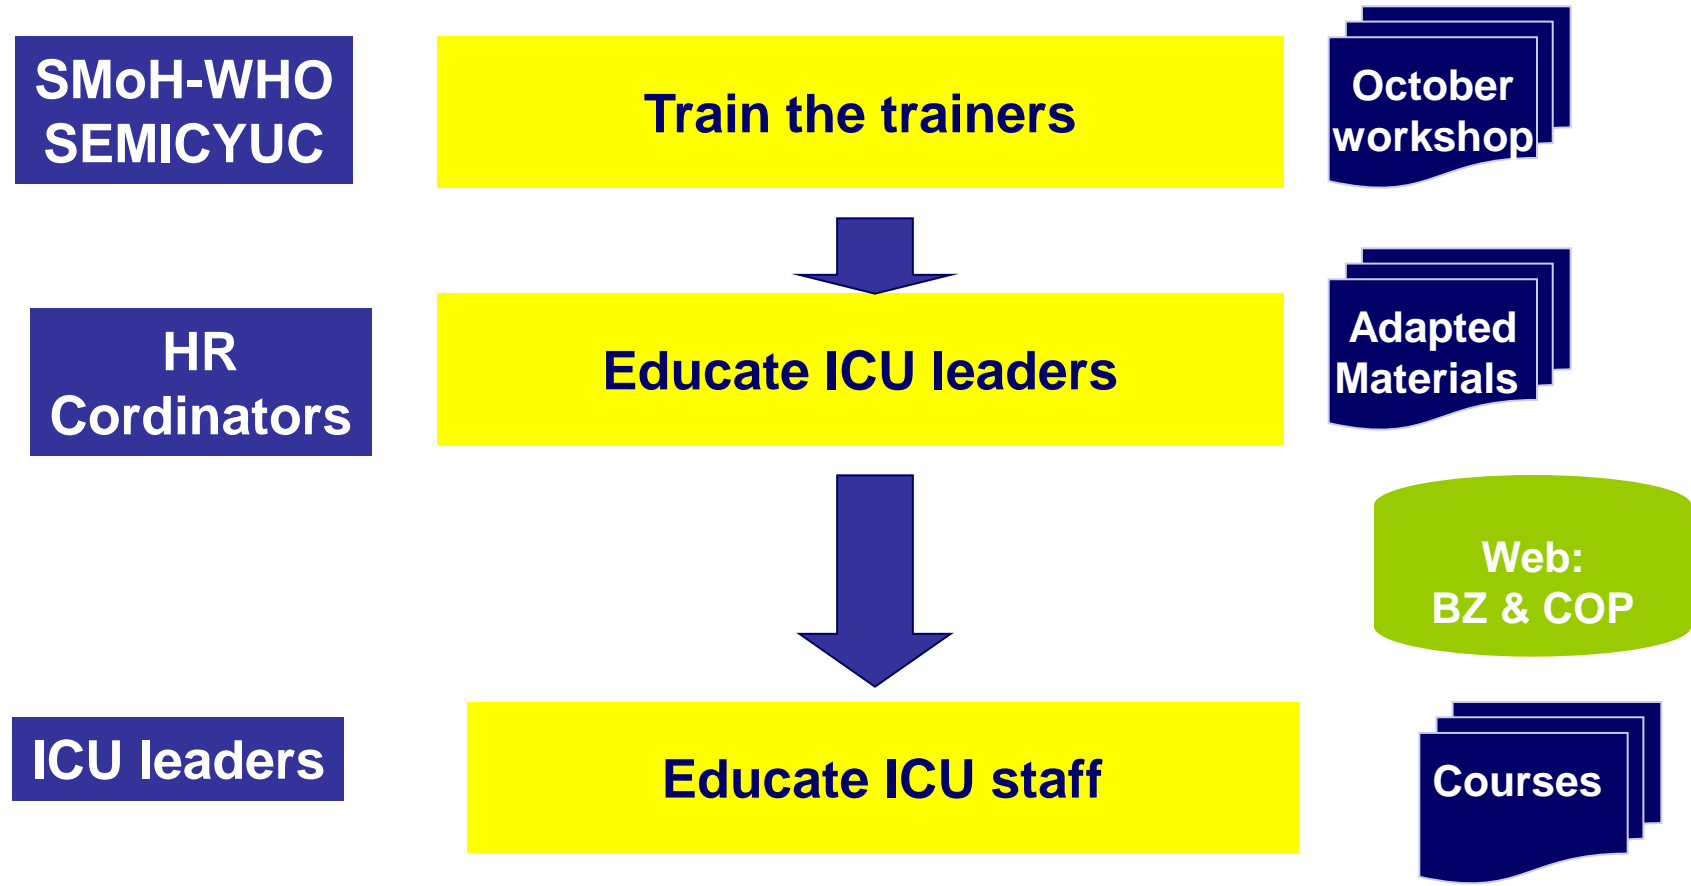 SMoH-WHO
SEMICYUC
Train the trainers
October
workshop
HR
Cordinators
Educate ICU leaders
Adapted
Materials
Web:
BZ & COP
ICU leaders
Educate ICU staff
Courses